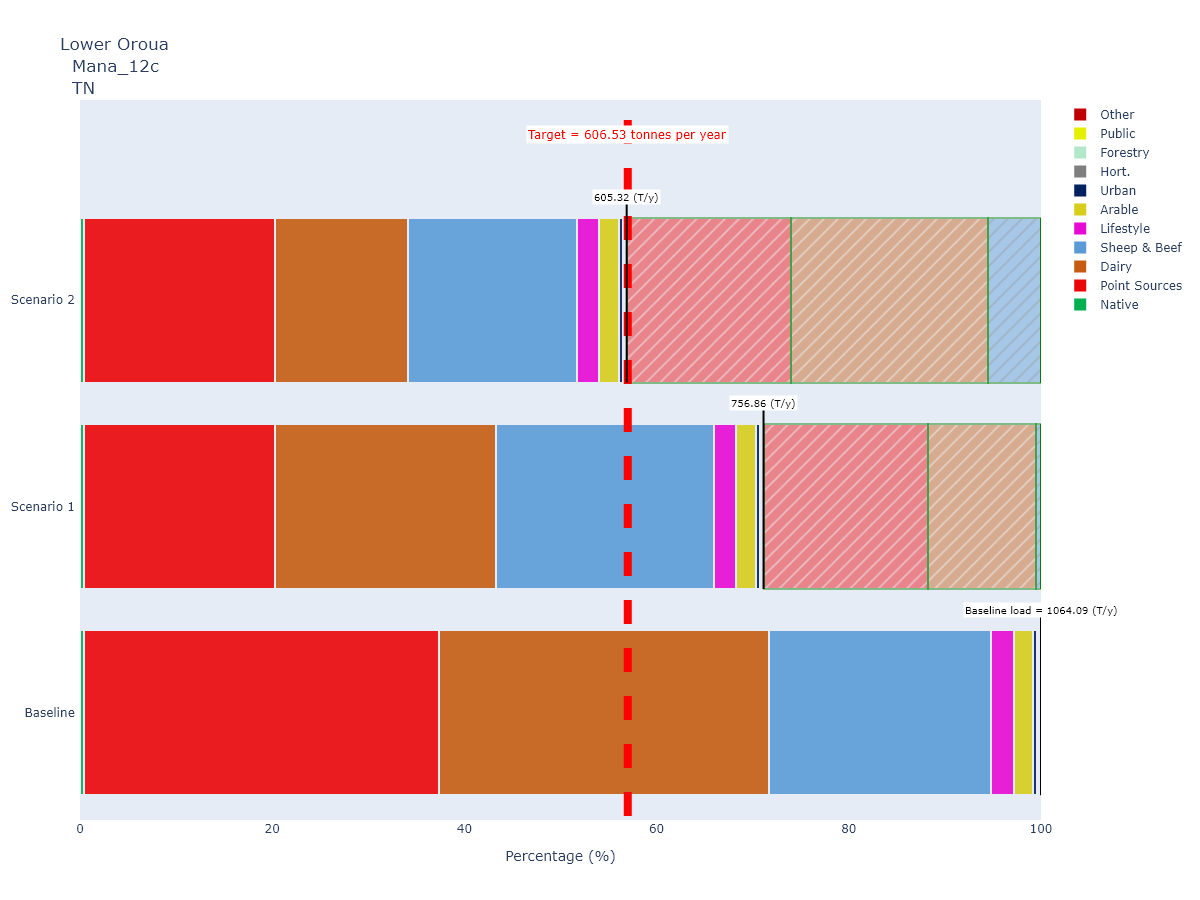 Lower Oroua
Mana_12c
TN
Target = 606.53 tonnes per year
605.32 (T/y)
Scenario 2
756.86 (T/y)
Scenario 1
Baseline load = 1064.09 (T/y)
Baseline
0 20 40 60 80 100
Percentage (%)
Other
Public
Forestry
Hort.
Urban
Arable
Lifestyle
Sheep & Beef
Dairy
Point Sources
Native